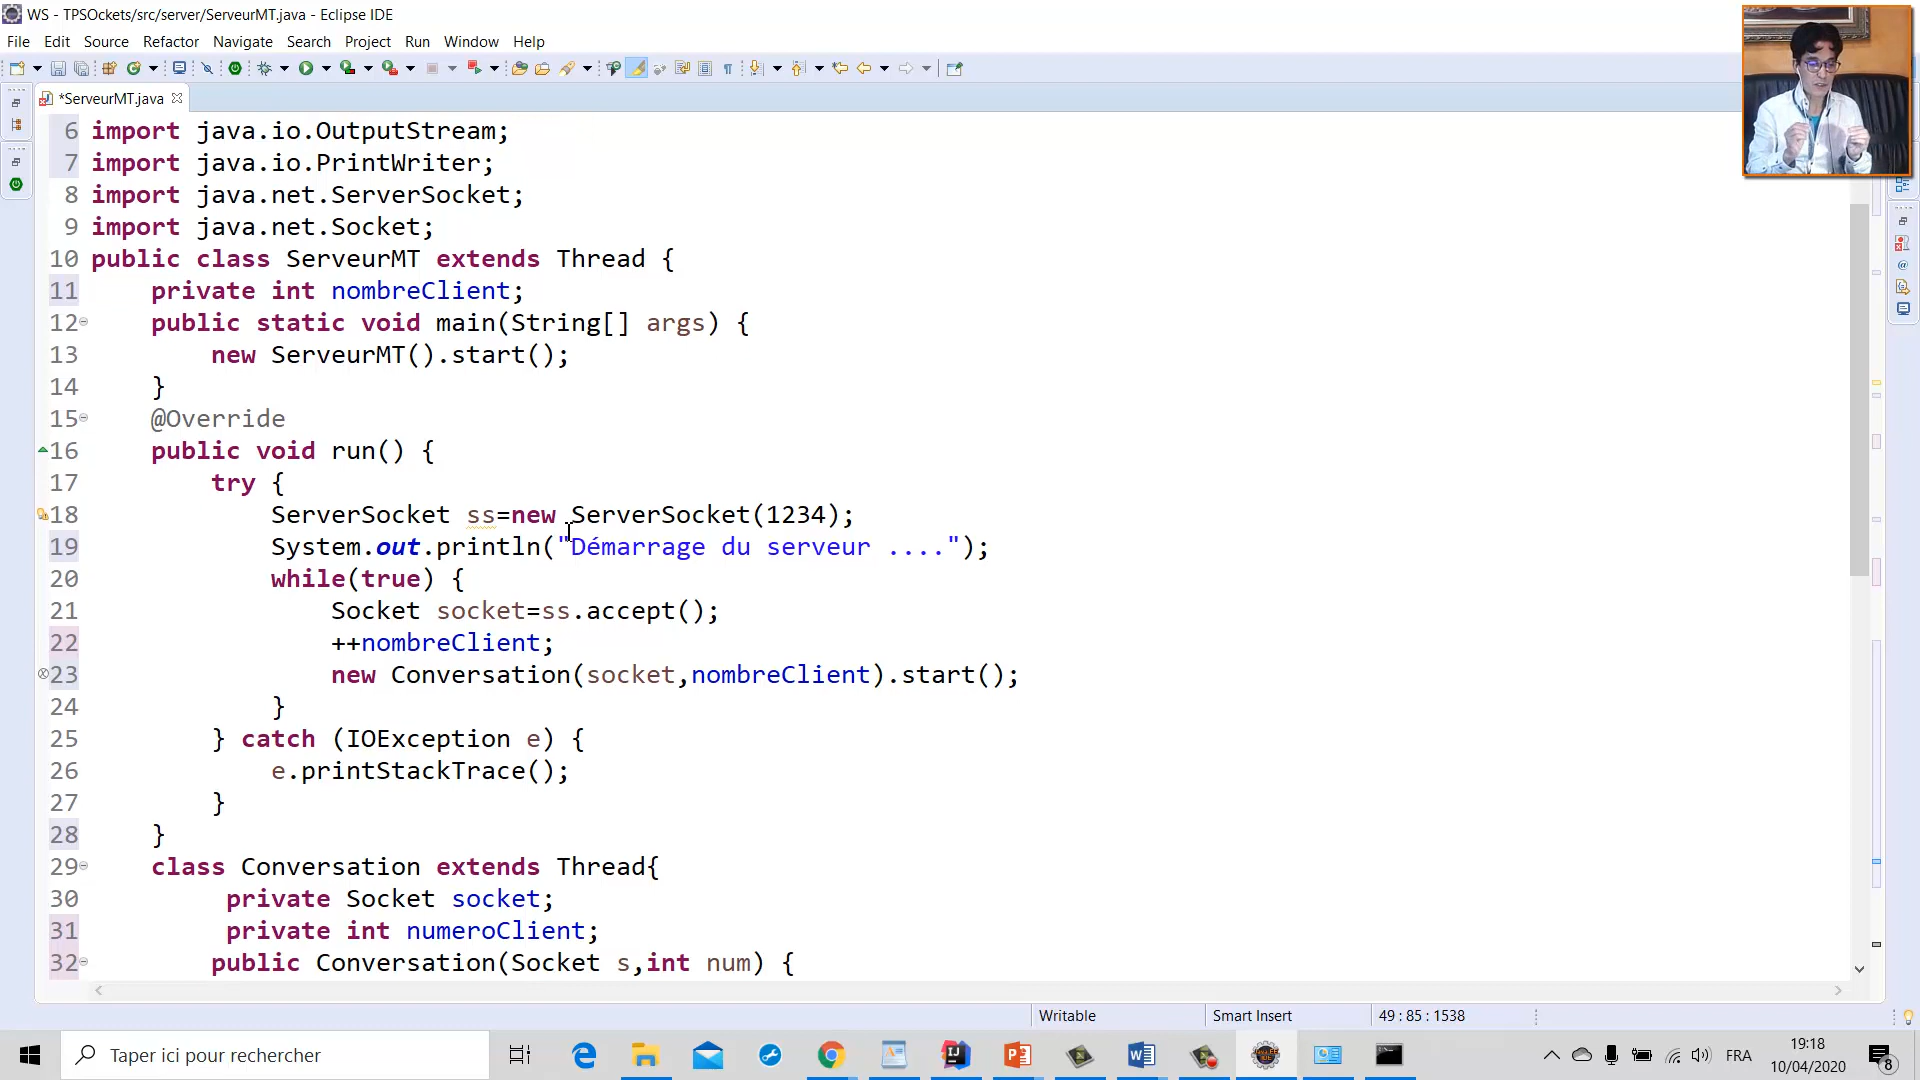 WS - TPSOckets/src/server/ServeurMT.java - Eclipse IDE
File Edit Source Refactor Navigate Search Project Run Window Help
*ServeurMT.java
6 import java.io.OutputStream;
7 import java.io.PrintWriter;
8 import java.net.ServerSocket;
9 import java.net.Socket;
10 public class ServeurMT extends Thread {
11 private int nombreClient;
12 public static void main(String[] args) {
13 new ServeurMT().start();
14 }
15 @Override
16 public void run() {
17 try {
18 ServerSocket ss=new ServerSocket(1234);
19 System.out.println("Démarrage du serveur ....");
20 while(true) {
21 Socket socket=ss.accept();
22 ++nombreClient;
23 new Conversation(socket,nombreClient).start();
24 }
25 } catch (IOException e) {
26 e.printStackTrace();
27 }
28 }
29 class Conversation extends Thread{
30 private Socket socket;
31 private int numeroClient;
32 public Conversation(Socket s,int num) {
Writable Smart Insert 49 : 85 : 1538
Taper ici pour rechercher
FRA
19:18
10/04/2020
8